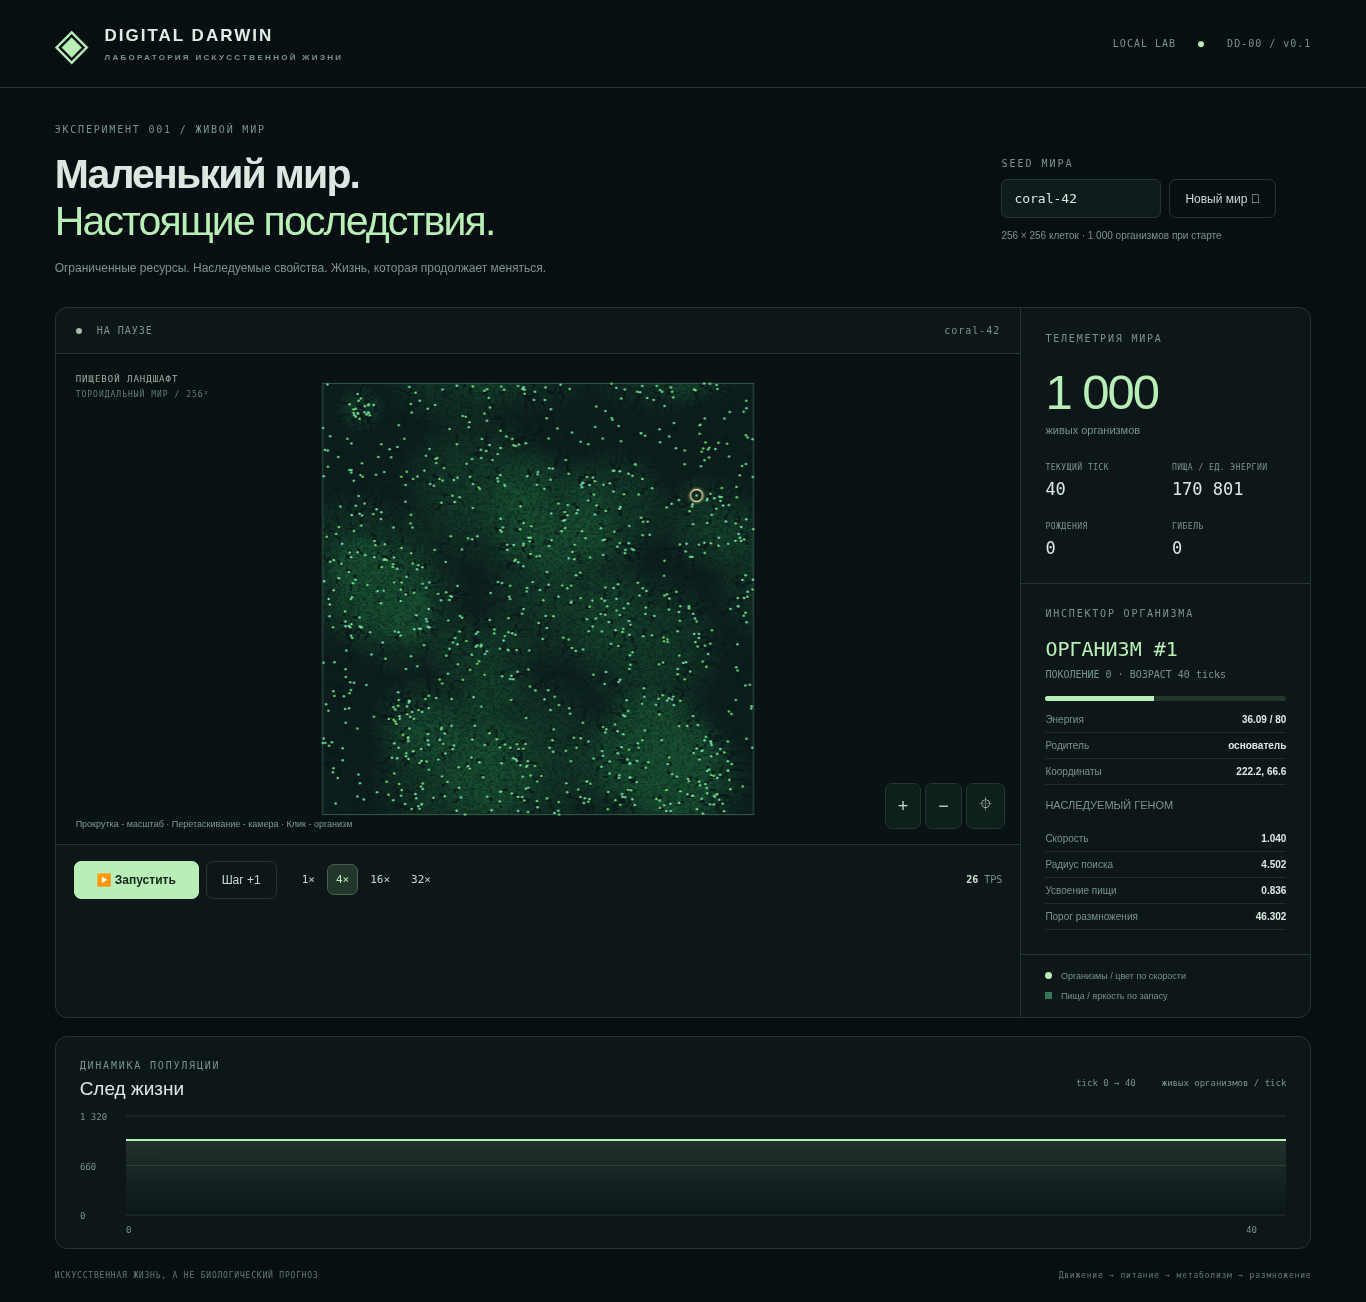 DIGITAL DARWIN
ЛАБОРАТОРИЯ ИСКУССТВЕННОЙ ЖИЗНИ
LOCAL LAB
DD-00 / v0.1
ЭКСПЕРИМЕНТ 001 / ЖИВОЙ МИР
Маленький мир.
Настоящие последствия.
Ограниченные ресурсы. Наследуемые свойства. Жизнь, которая продолжает меняться.
SEED МИРА
coral-42
Новый мир
256 × 256 клеток · 1 000 организмов при старте
НА ПАУЗЕ
coral-42
ПИЩЕВОЙ ЛАНДШАФТ
ТОРОИДАЛЬНЫЙ МИР / 256²
+
−
Прокрутка - масштаб · Перетаскивание - камера · Клик - организм
▶️ Запустить
Шаг +1
1×
4×
16×
32×
26 TPS
ТЕЛЕМЕТРИЯ МИРА
1 000
живых организмов
ТЕКУЩИЙ TICK
ПИЩА / ЕД. ЭНЕРГИИ
40
170 801
РОЖДЕНИЯ
ГИБЕЛЬ
0
0
ИНСПЕКТОР ОРГАНИЗМА
ОРГАНИЗМ #1
ПОКОЛЕНИЕ 0 · ВОЗРАСТ 40 ticks
Энергия 36.09 / 80
Родитель основатель
Координаты 222.2, 66.6
НАСЛЕДУЕМЫЙ ГЕНОМ
Скорость 1.040
Радиус поиска 4.502
Усвоение пищи 0.836
Порог размножения 46.302
Организмы / цвет по скорости
Пища / яркость по запасу
ДИНАМИКА ПОПУЛЯЦИИ
След жизни
tick 0 → 40
живых организмов / tick
1 320
660
0
0
40
ИСКУССТВЕННАЯ ЖИЗНЬ, А НЕ БИОЛОГИЧЕСКИЙ ПРОГНОЗ
Движение → питание → метаболизм → размножение